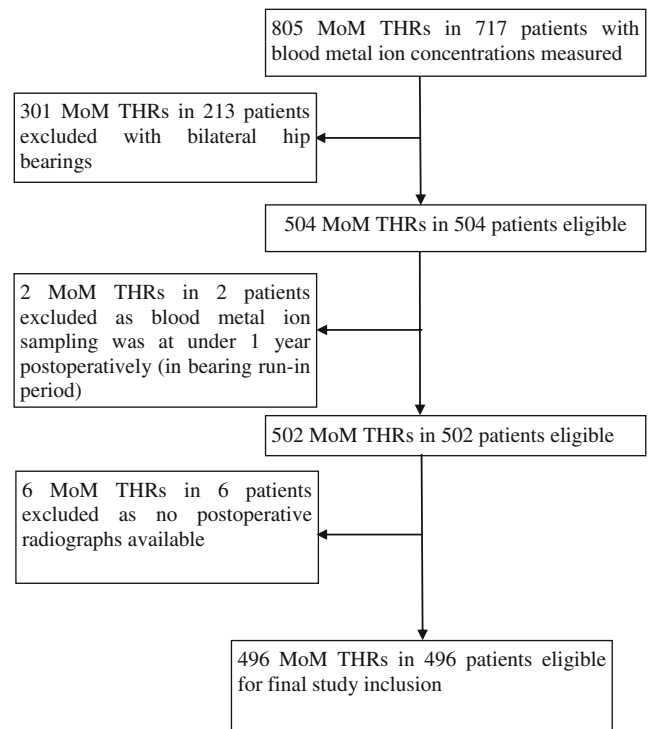 805 MoM THRs in 717 patients with
blood metal ion concentrations measured
301 MoM THRs in 213 patients
excluded with bilateral hip
bearings
504 MoM THRs in 504 patients eligible
2 MoM THRs in 2 patients
excluded as blood metal ion
sampling was at under 1 year
postoperatively (in bearing run-in
period)
502 MoM THRs in 502 patients eligible
6 MoM THRs in 6 patients
excluded as no postoperative
radiographs available
496 MoM THRs in 496 patients eligible
for final study inclusion